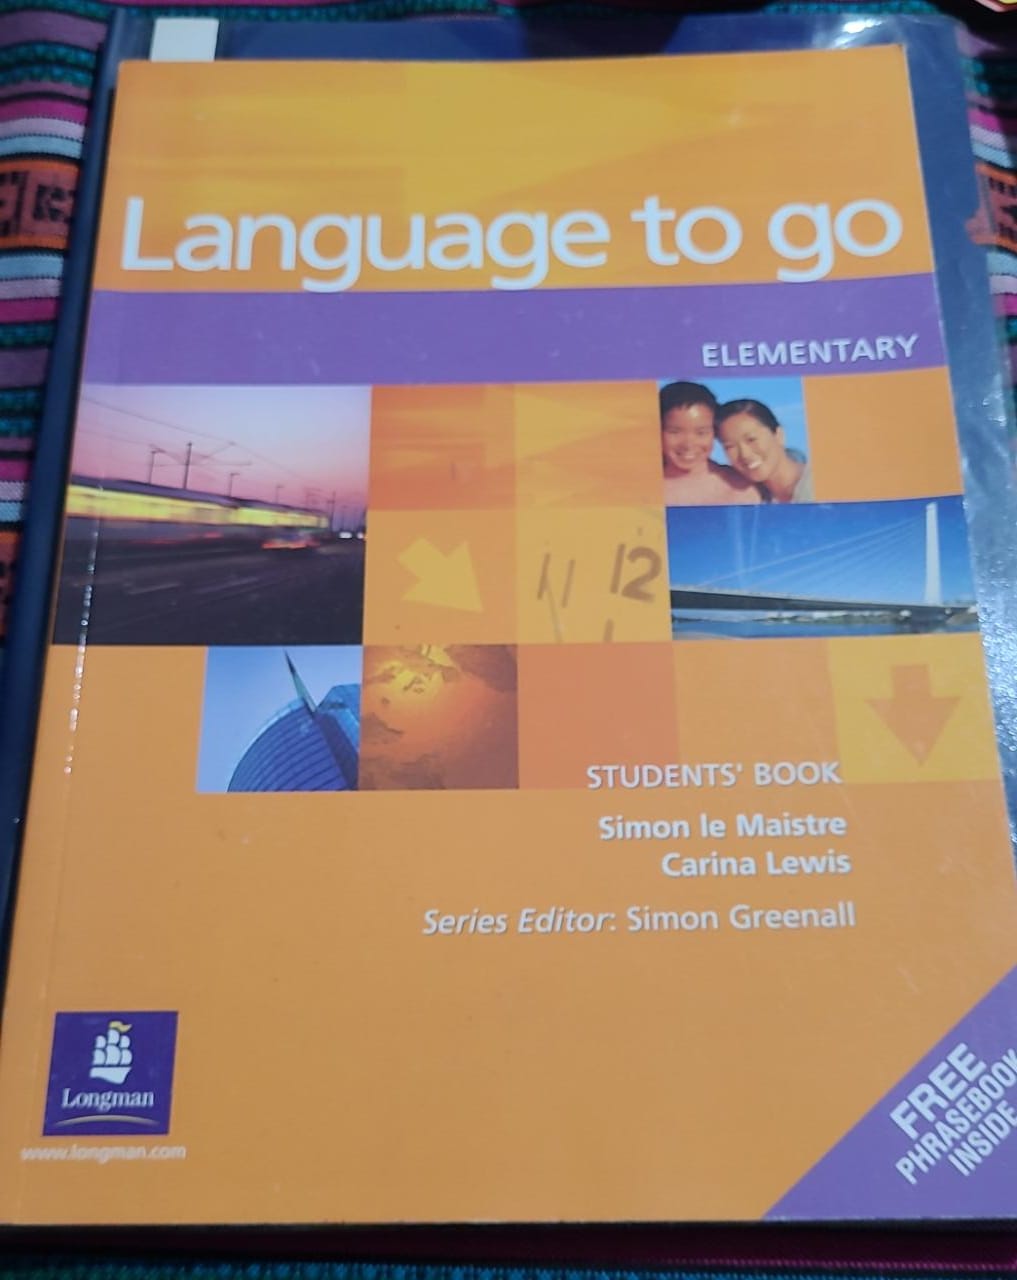 Language to go
ELEMENTARY
11 12
STUDENTS' BOOK
Simon le Maistre
Carina Lewis
Series Editor: Simon Greenall
FREE
PHRASEBOOK
INSIDE
Longman
www.longman.com